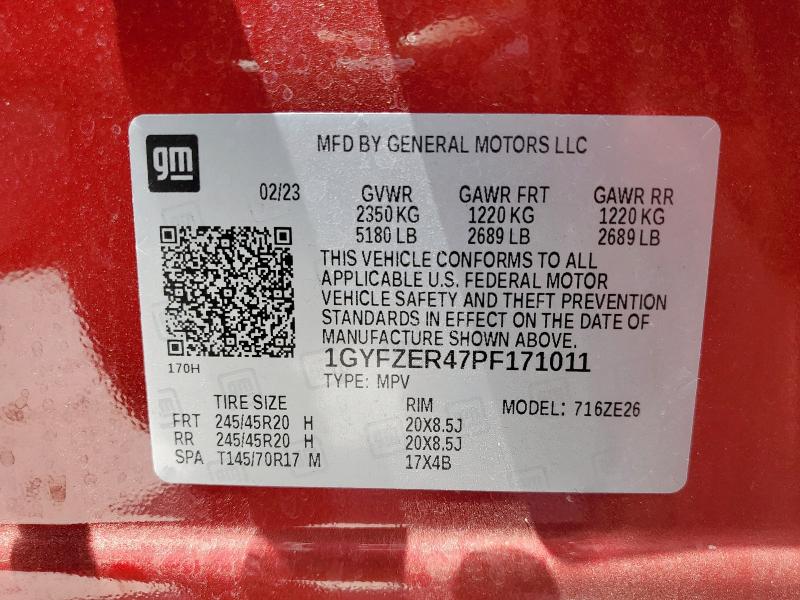 gm
MFD BY GENERAL MOTORS LLC
02/23 GVWR GAWR FRT GAWR RR
2350 KG 1220 KG 1220 KG
5180 LB 2689 LB 2689 LB
THIS VEHICLE CONFORMS TO ALL
APPLICABLE U.S. FEDERAL MOTOR
VEHICLE SAFETY AND THEFT PREVENTION
STANDARDS IN EFFECT ON THE DATE OF
MANUFACTURE SHOWN ABOVE.
170H 1GYFZER47PF171011
TYPE: MPV
TIRE SIZE RIM MODEL: 716ZE26
FRT 245/45R20 H 20X8.5J
RR 245/45R20 H 20X8.5J
SPA T145/70R17 M 17X4B